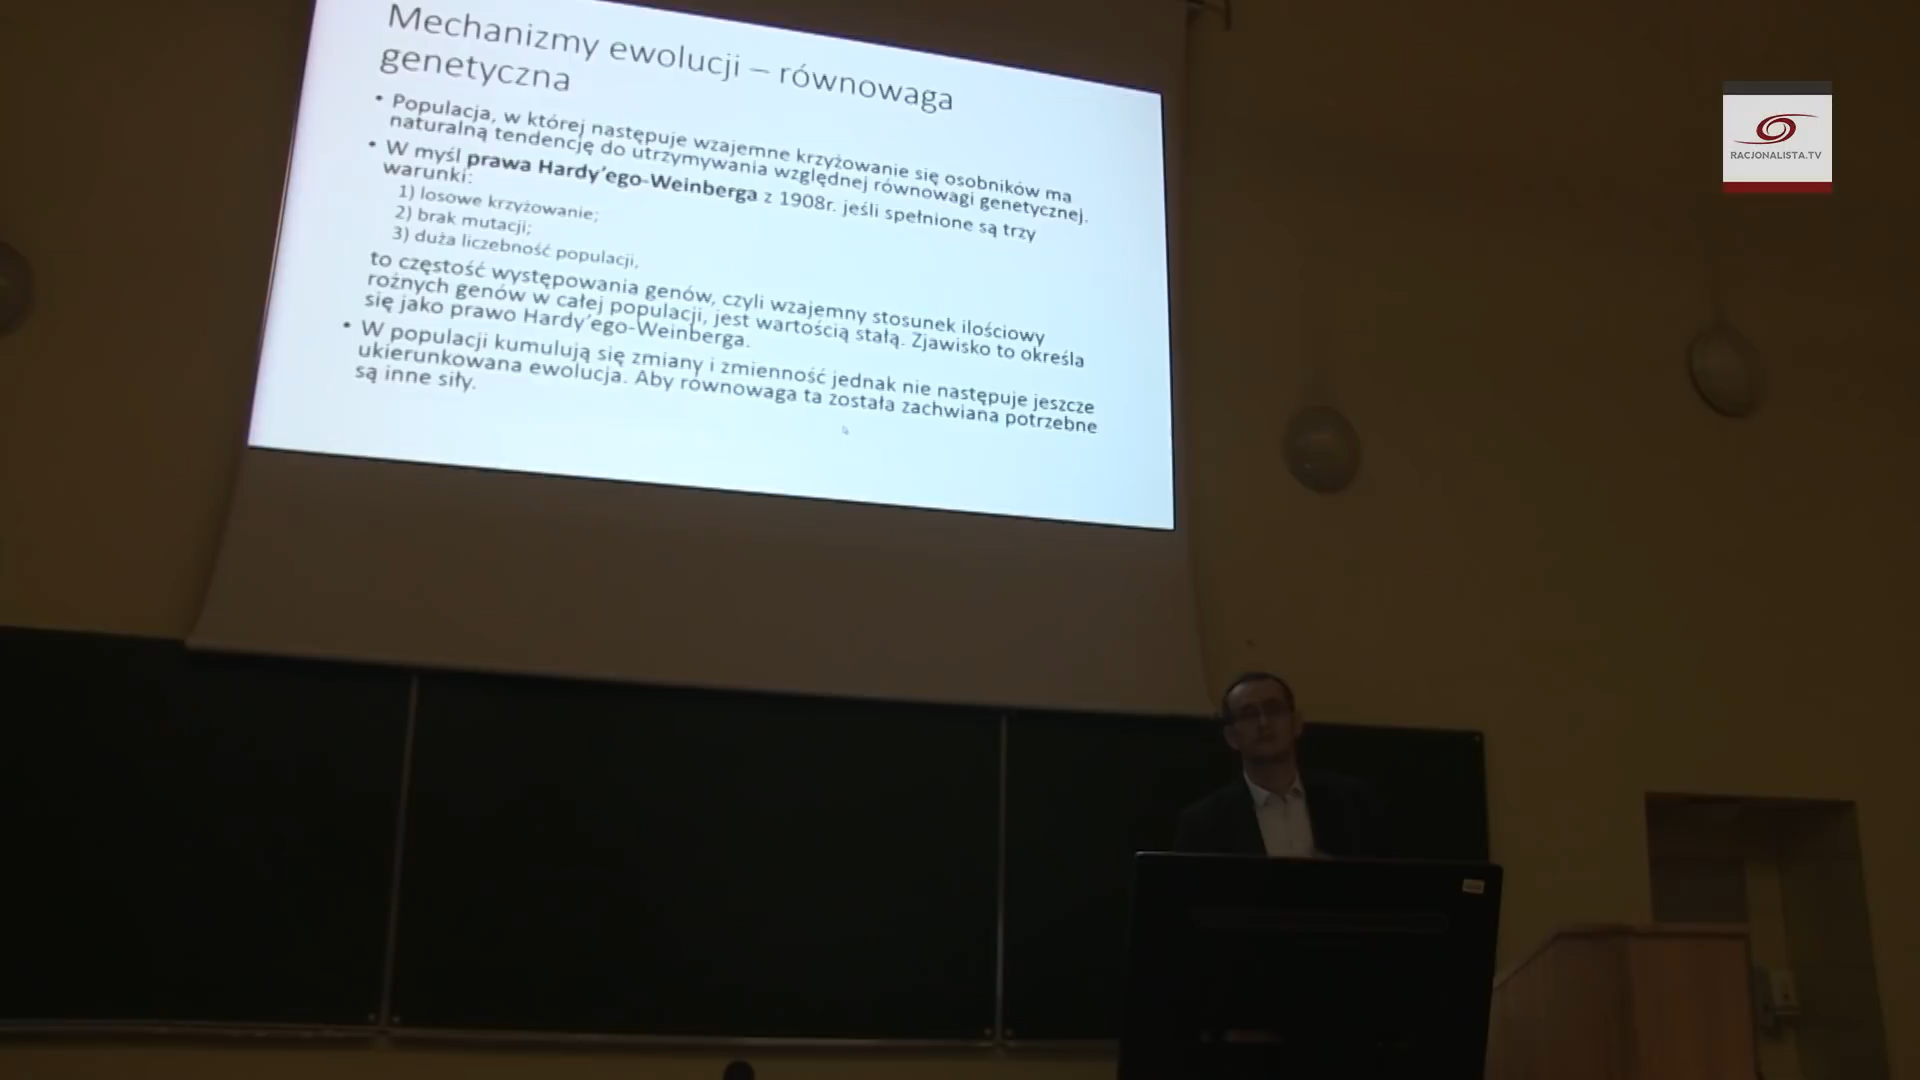 Mechanizmy ewolucji – równowaga
genetyczna
• Populacja, w której następuje wzajemne krzyżowanie się osobników ma
naturalną tendencję do utrzymywania względnej równowagi genetycznej.
• W myśl prawa Hardy'ego-Weinberga z 1908r. jeśli spełnione są trzy
warunki:
1) losowe krzyżowanie;
2) brak mutacji;
3) duża liczebność populacji,
to częstość występowania genów, czyli wzajemny stosunek ilościowy
rożnych genów w całej populacji, jest wartością stałą. Zjawisko to określa
się jako prawo Hardy'ego-Weinberga.
• W populacji kumulują się zmiany i zmienność jednak nie następuje jeszcze
ukierunkowana ewolucja. Aby równowaga ta została zachwiana potrzebne
są inne siły.
RACJONALISTA.TV